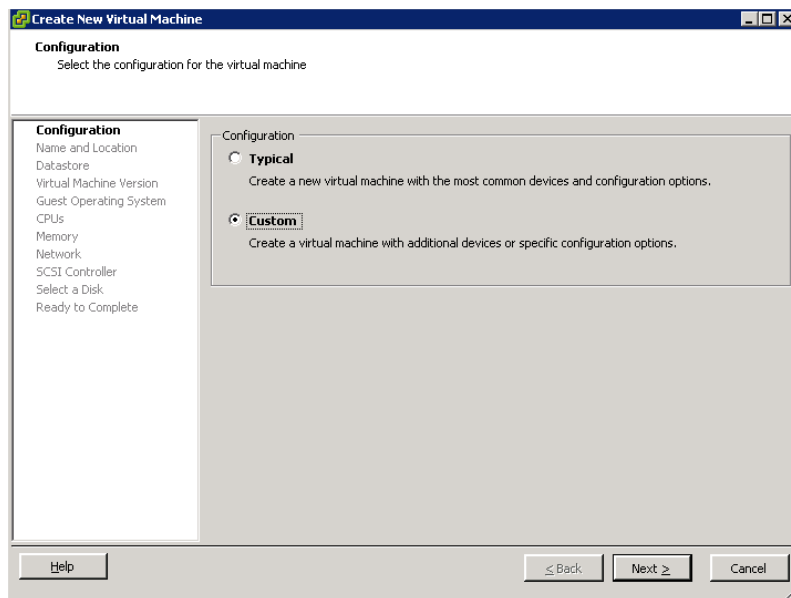 Create New Virtual Machine
Configuration
Select the configuration for the virtual machine
Configuration
Name and Location
Datastore
Virtual Machine Version
Guest Operating System
CPUs
Memory
Network
SCSI Controller
Select a Disk
Ready to Complete
Configuration
Typical
Create a new virtual machine with the most common devices and configuration options.
Custom
Create a virtual machine with additional devices or specific configuration options.
Help
≤ Back
Next ≥
Cancel